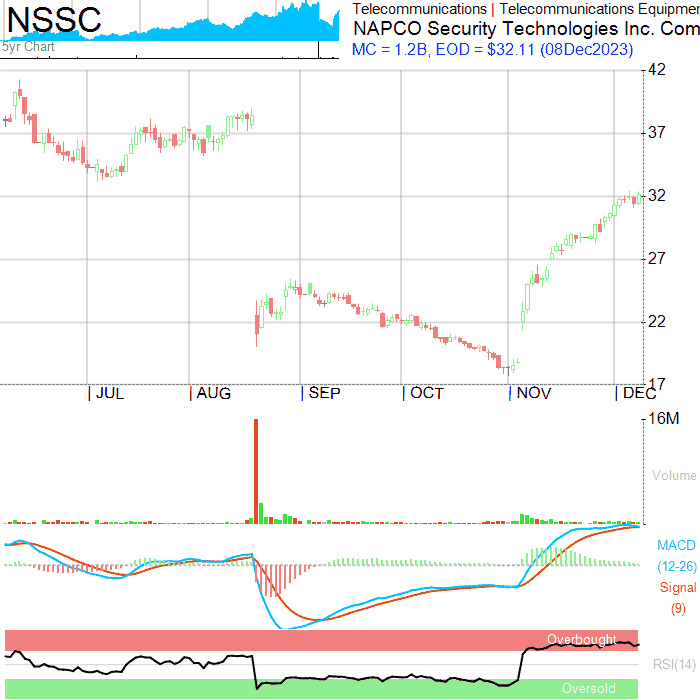 NSSC
5yr Chart
Telecommunications | Telecommunications Equipmen
NAPCO Security Technologies Inc. Com
MC = 1.2B, EOD = $32.11 (08Dec2023)
42
37
32
27
22
17
JUL AUG SEP OCT NOV DEC
16M
Volume
MACD
(12-26)
Signal
(9)
Overbought
RSI(14)
Oversold